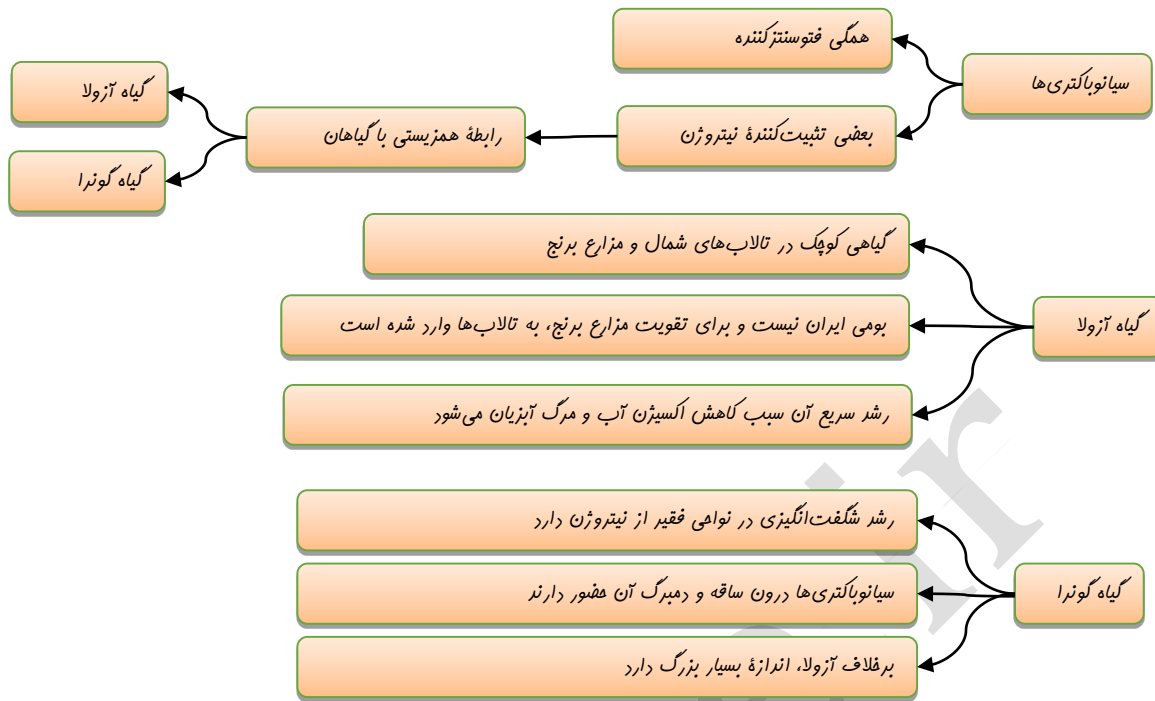 سیانوباکتری‌ها
همگی فتوسنتزکننده
بعضی تثبیت‌کنندهٔ نیتروژن
رابطهٔ همزیستی با گیاهان
گیاه آزولا
گیاه گونرا
گیاه آزولا
گیاهی کوچک در تالاب‌های شمال و مزارع برنج
بومی ایران نیست و برای تقویت مزارع برنج، به تالاب‌ها وارد شده است
رشد سریع آن سبب کاهش اکسیژن آب و مرگ آبزیان می‌شود
گیاه گونرا
رشد شگفت‌انگیزی در نواحی فقیر از نیتروژن دارد
سیانوباکتری‌ها درون ساقه و دمبرگ آن حضور دارند
برخلاف آزولا، اندازهٔ بسیار بزرگ دارد